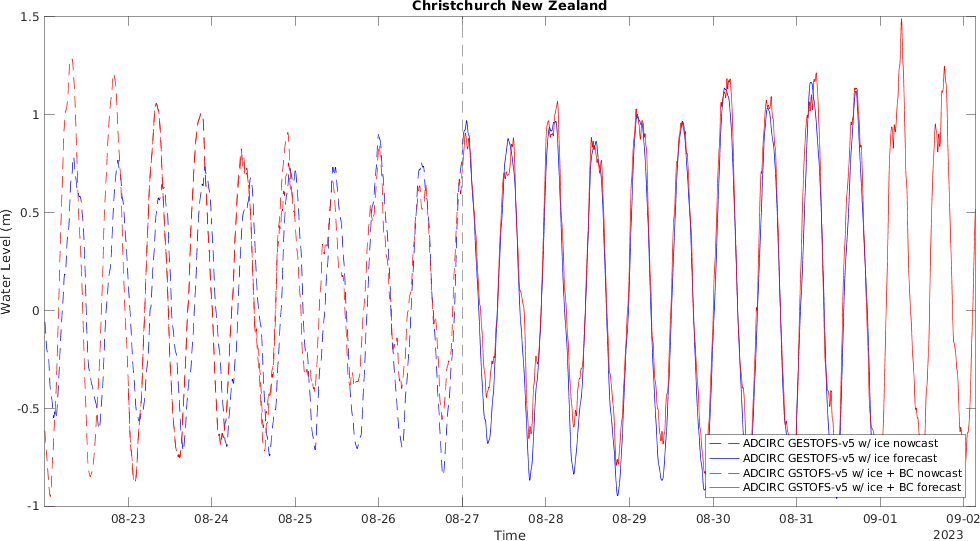 Christchurch New Zealand
1.5
1
0.5
0
-0.5
-1
Water Level (m)
ADCIRC GESTOFS-v5 w/ ice nowcast
ADCIRC GESTOFS-v5 w/ ice forecast
ADCIRC GSTOFS-v5 w/ ice + BC nowcast
ADCIRC GSTOFS-v5 w/ ice + BC forecast
08-23 08-24 08-25 08-26 08-27 08-28 08-29 08-30 08-31 09-01 09-02
Time
2023